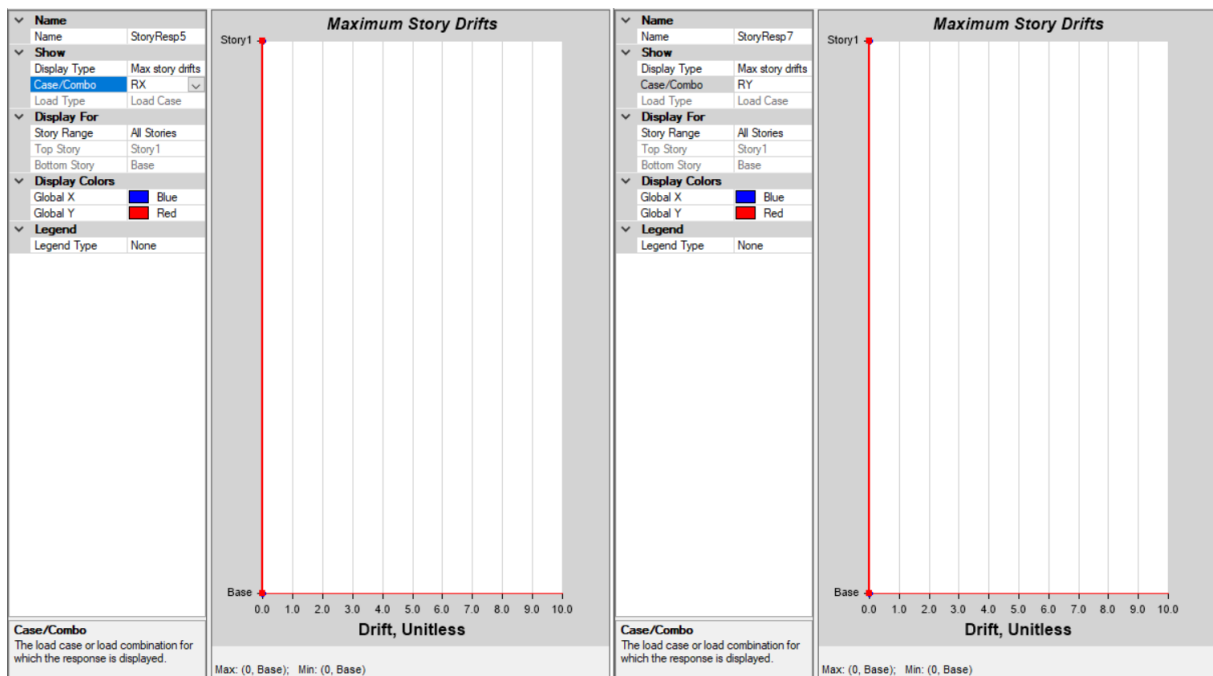 Name
Name StoryResp5
Show
Display Type Max story drifts
Case/Combo RX
Load Type Load Case
Display For
Story Range All Stories
Top Story Story1
Bottom Story Base
Display Colors
Global X Blue
Global Y Red
Legend
Legend Type None
Case/Combo
The load case or load combination for
which the response is displayed.
Maximum Story Drifts
Story1
Base
0.0 1.0 2.0 3.0 4.0 5.0 6.0 7.0 8.0 9.0 10.0
Drift, Unitless
Max: (0, Base); Min: (0, Base)
Name
Name StoryResp7
Show
Display Type Max story drifts
Case/Combo RY
Load Type Load Case
Display For
Story Range All Stories
Top Story Story1
Bottom Story Base
Display Colors
Global X Blue
Global Y Red
Legend
Legend Type None
Case/Combo
The load case or load combination for
which the response is displayed.
Maximum Story Drifts
Story1
Base
0.0 1.0 2.0 3.0 4.0 5.0 6.0 7.0 8.0 9.0 10.0
Drift, Unitless
Max: (0, Base); Min: (0, Base)